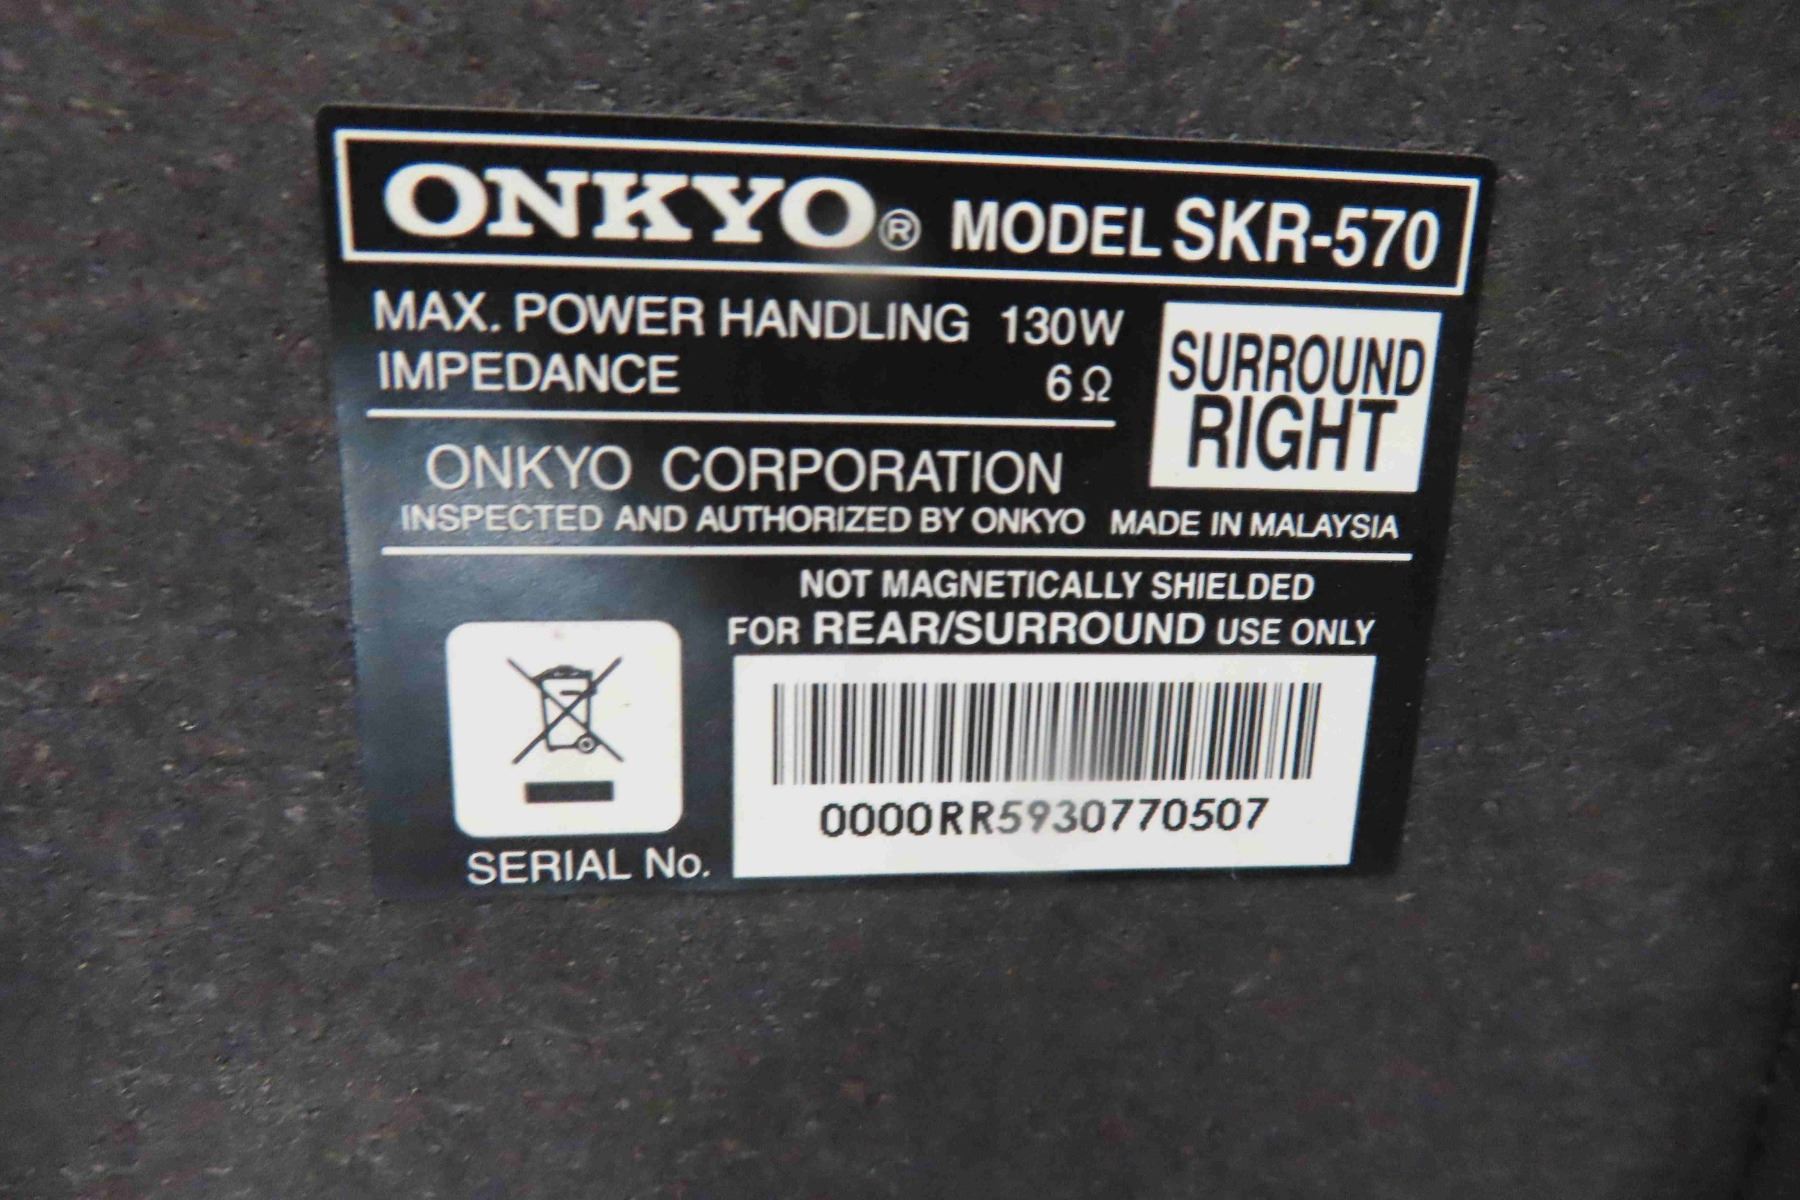 ONKYO® MODEL SKR-570
MAX. POWER HANDLING 130W
IMPEDANCE 6Ω
SURROUND
RIGHT
ONKYO CORPORATION
INSPECTED AND AUTHORIZED BY ONKYO MADE IN MALAYSIA
NOT MAGNETICALLY SHIELDED
FOR REAR/SURROUND USE ONLY
0000RR5930770507
SERIAL No.